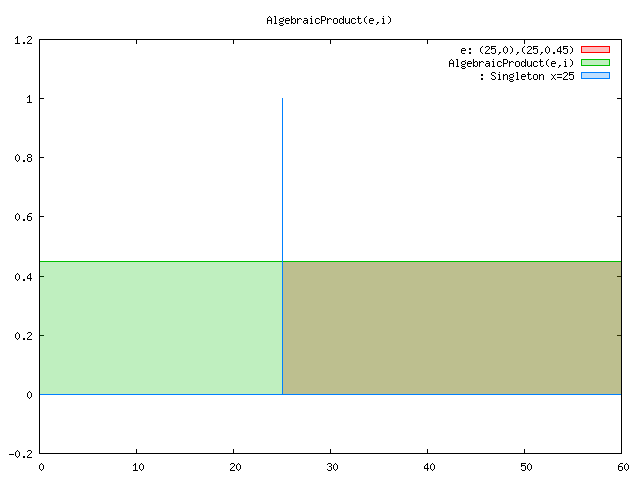 AlgebraicProduct(e,i)
e: (25,0),(25,0.45)
AlgebraicProduct(e,i)
: Singleton x=25
1.2
1
0.8
0.6
0.4
0.2
0
-0.2
0 10 20 30 40 50 60